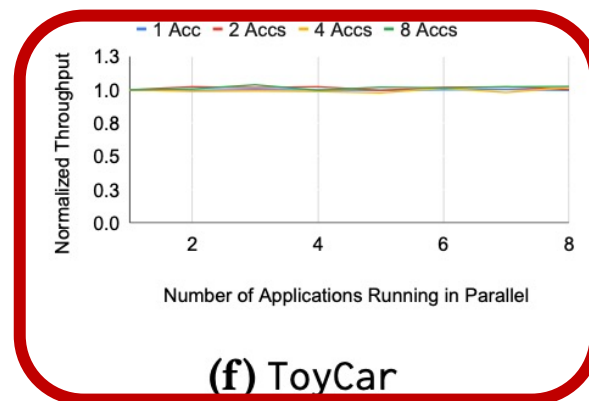 1 Acc 2 Accs 4 Accs 8 Accs
Normalized Throughput
1.3
1.0
0.8
0.5
0.3
0.0
2 4 6 8
Number of Applications Running in Parallel
(f) ToyCar